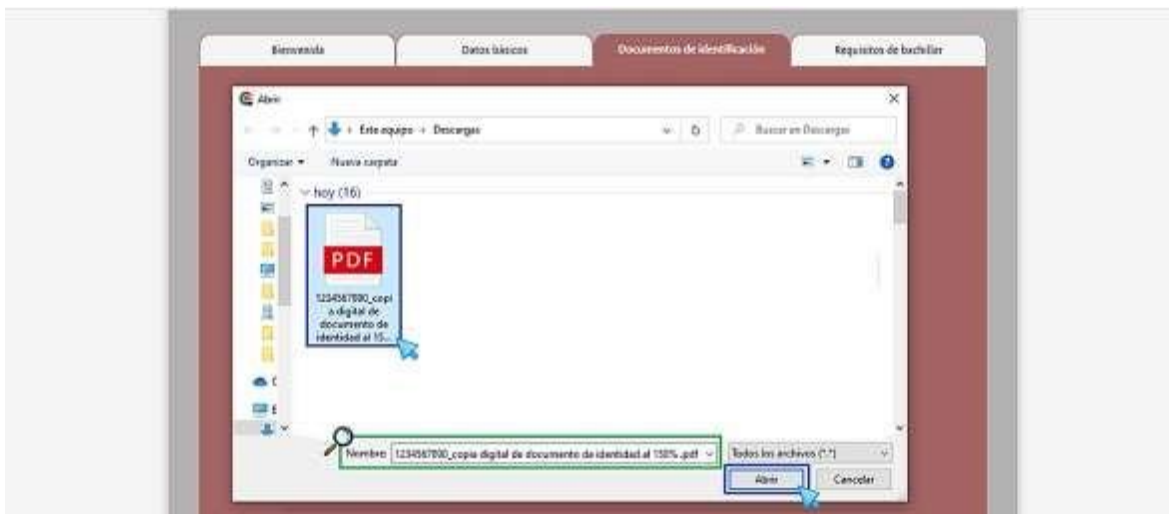 Bienvenida
Datos básicos
Documentos de identificación
Requisitos de bachiller
Abrir
Este equipo
Descargas
Buscar en Descargas
Organizar
Nueva carpeta
hoy (16)
PDF
1234567890_copi
a digital de
documento de
identidad al 15...
Nombre
1234567890_copia digital de documento de identidad al 150% .pdf
Todos los archivos (*.*)
Abrir
Cancelar